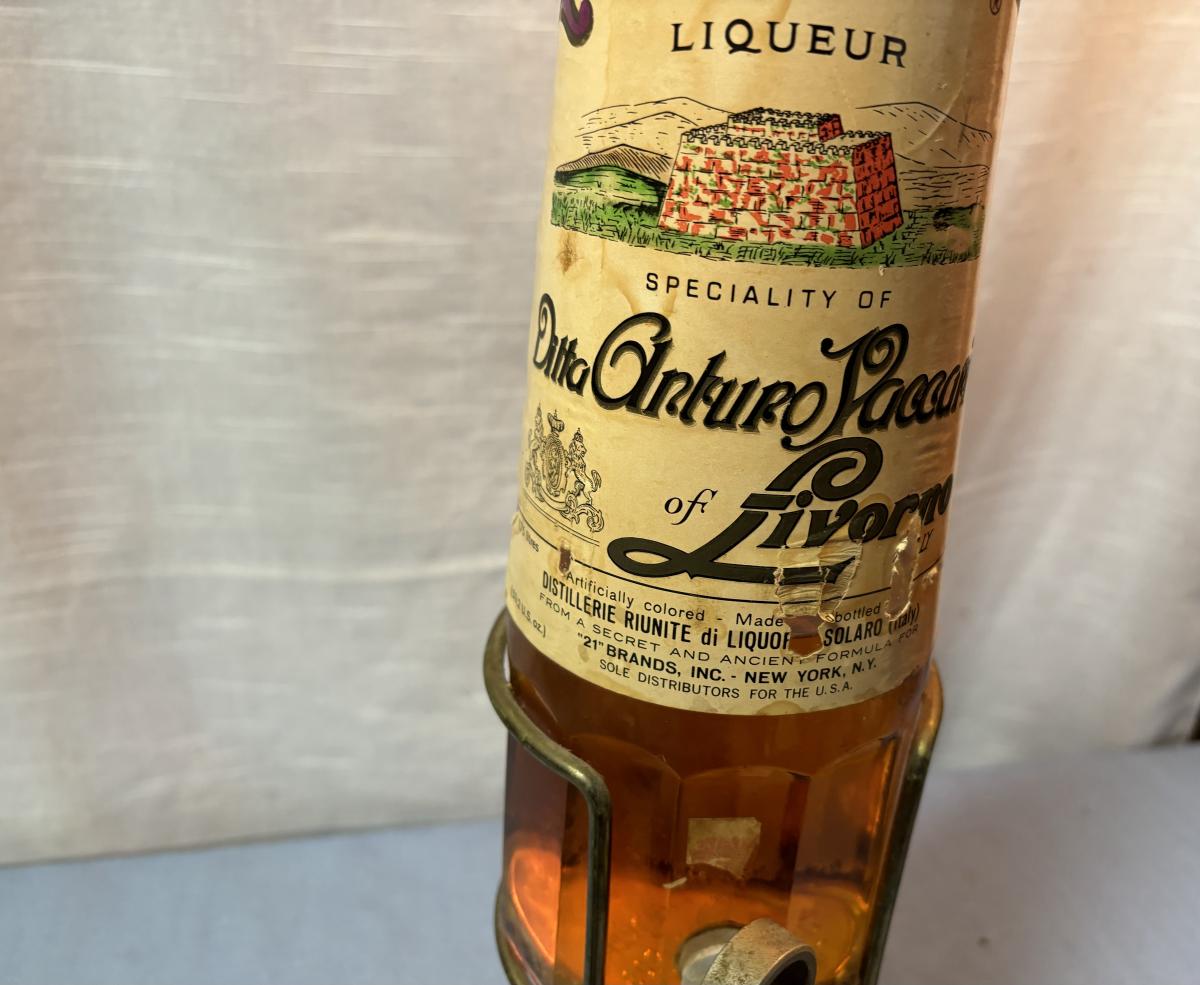 ®
LIQUEUR
SPECIALITY OF
Ditta Arturo Vaccari
of Livorno
Artificially colored - Made bottled
DISTILLERIE RIUNITE di LIQUORI SOLARO (Italy)
FROM A SECRET AND ANCIENT FORMULA FOR
"21" BRANDS, INC. - NEW YORK, N.Y.
SOLE DISTRIBUTORS FOR THE U.S.A.
U.S. oz.)